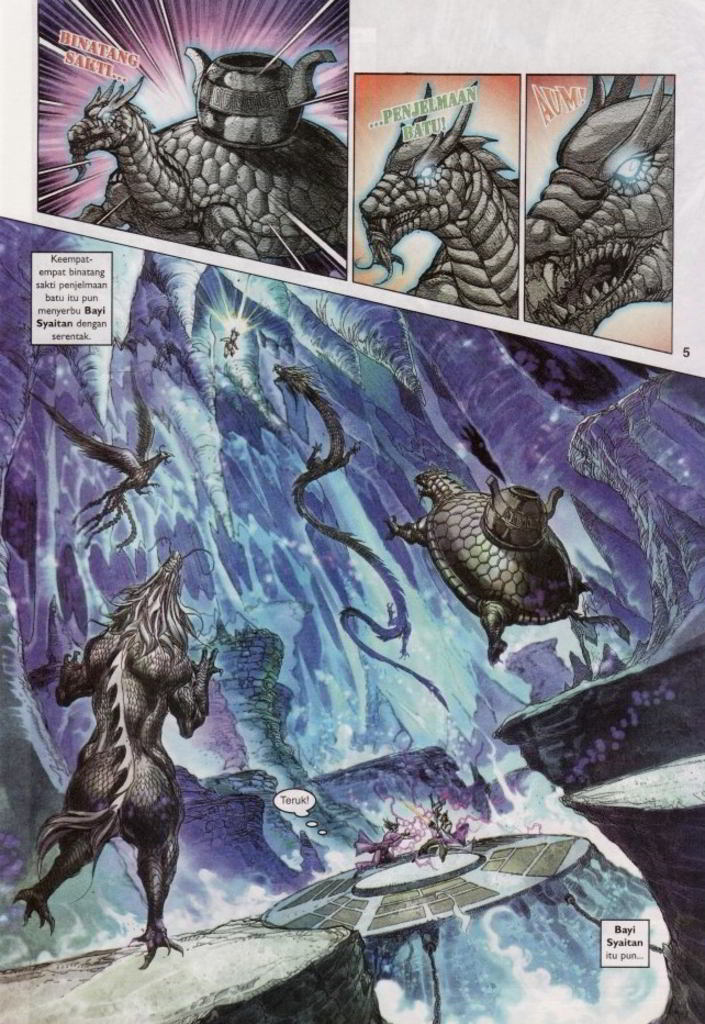 BINATANG
SAKTI...
...PENJELMAAN
BATU!
AUM!
5
Keempat-
empat binatang
sakti penjelmaan
batu itu pun
menyerbu Bayi
Syaitan dengan
serentak.
Teruk!
Bayi
Syaitan
itu pun...